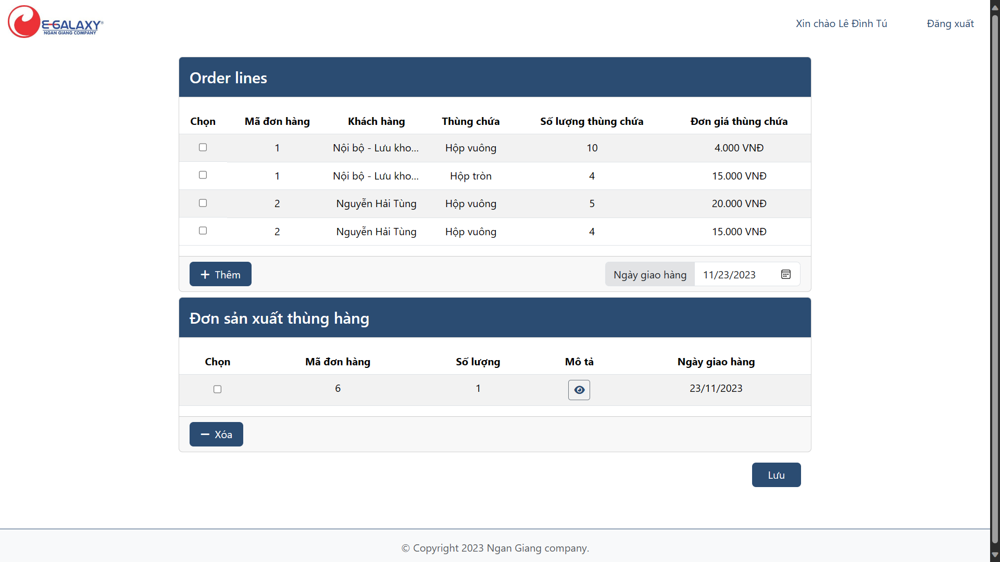 E-GALAXY®
NGAN GIANG COMPANY
Xin chào Lê Đình Tú Đăng xuất
Order lines
Chọn Mã đơn hàng Khách hàng Thùng chứa Số lượng thùng chứa Đơn giá thùng chứa
1 Nội bộ - Lưu kho... Hộp vuông 10 4.000 VNĐ
1 Nội bộ - Lưu kho... Hộp tròn 4 15.000 VNĐ
2 Nguyễn Hải Tùng Hộp vuông 5 20.000 VNĐ
2 Nguyễn Hải Tùng Hộp vuông 4 15.000 VNĐ
Thêm Ngày giao hàng 11/23/2023
Đơn sản xuất thùng hàng
Chọn Mã đơn hàng Số lượng Mô tả Ngày giao hàng
6 1 23/11/2023
Xóa
Lưu
© Copyright 2023 Ngan Giang company.